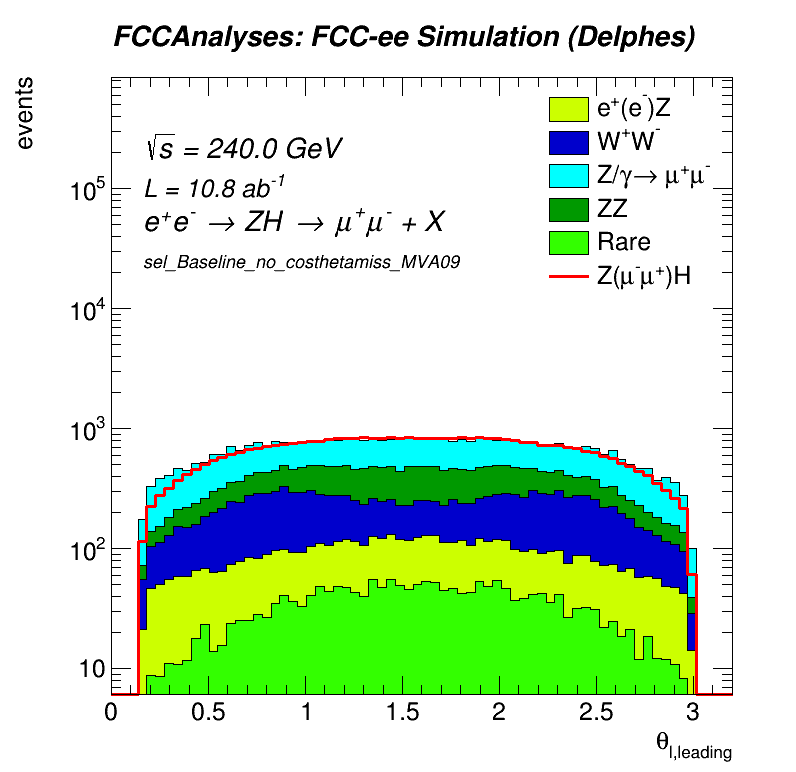 FCCAnalyses: FCC-ee Simulation (Delphes)
events
√s = 240.0 GeV
L = 10.8 ab⁻¹
e⁺e⁻ → ZH → μ⁺μ⁻ + X
sel_Baseline_no_costhetamiss_MVA09
e⁺(e⁻)Z
W⁺W⁻
Z/γ→ μ⁺μ⁻
ZZ
Rare
Z(μ⁻μ⁺)H
10⁵
10⁴
10³
10²
10
0 0.5 1 1.5 2 2.5 3
θl,leading